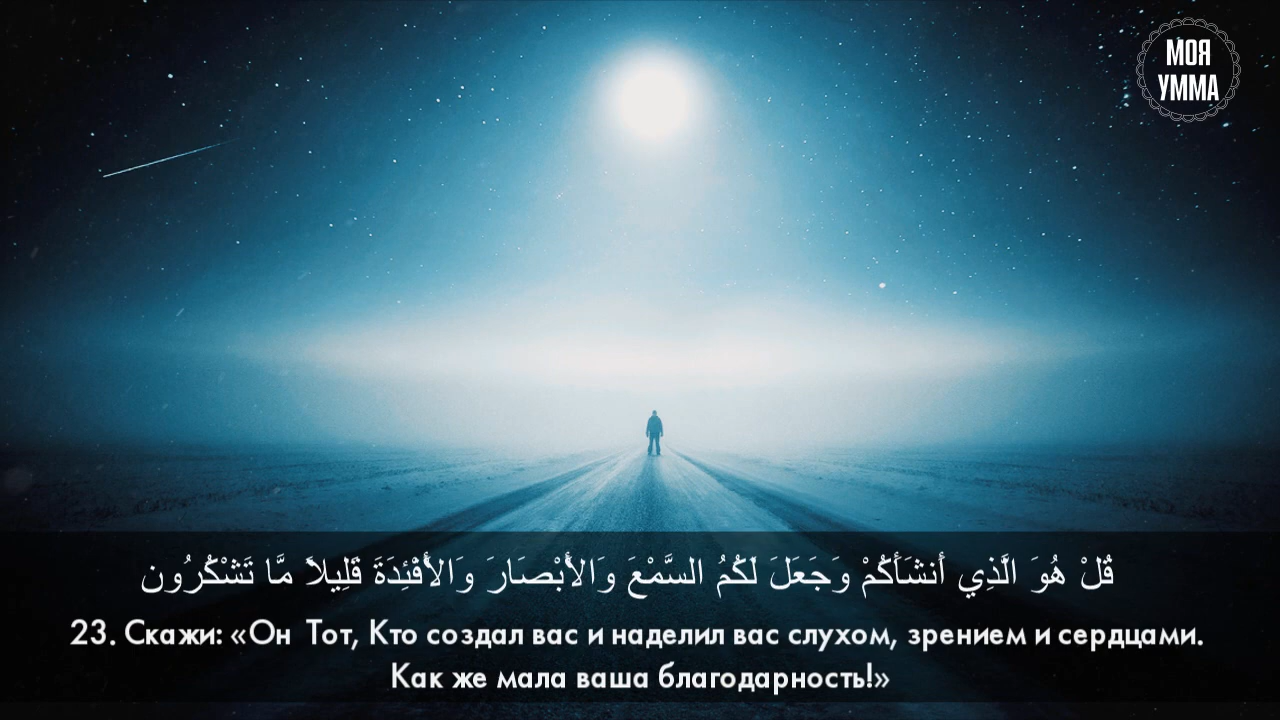 МОЯ
УММА
قُلْ هُوَ الَّذِي أَنشَأَكُمْ وَجَعَلَ لَكُمُ السَّمْعَ وَالأَبْصَارَ وَالأَفْئِدَةَ قَلِيلاً مَّا تَشْكُرُون
23. Скажи: «Он Тот, Кто создал вас и наделил вас слухом, зрением и сердцами.
Как же мала ваша благодарность!»